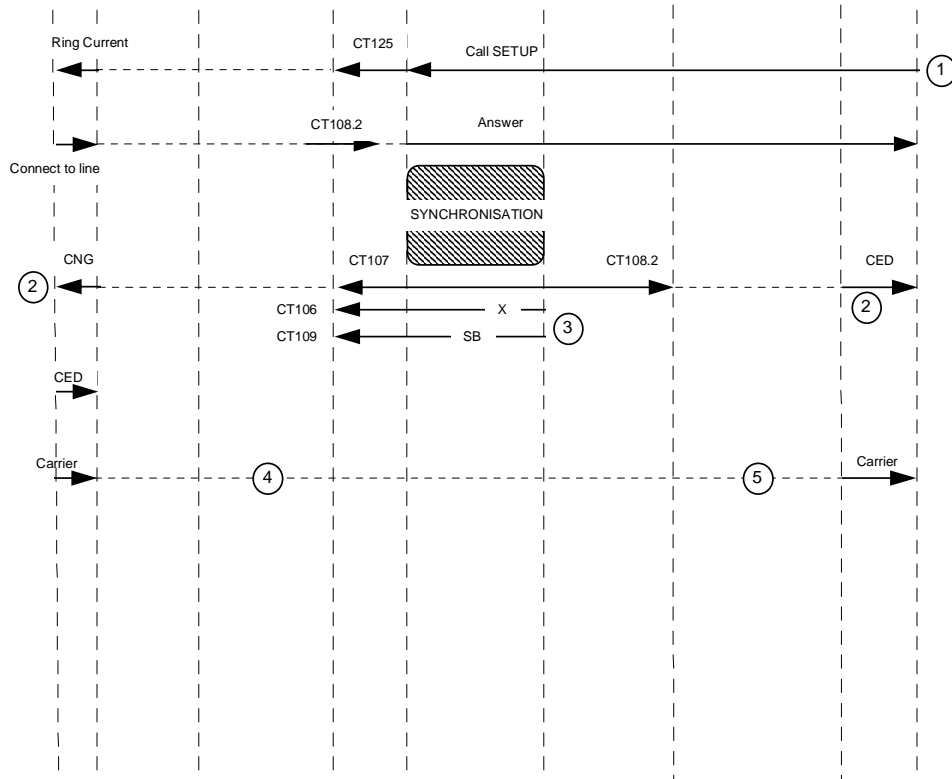 Ring Current
CT125
Call SETUP
1
CT108.2
Answer
Connect to line
SYNCHRONISATION
CNG
CT107
CT108.2
CED
2
2
CT106
X
3
CT109
SB
CED
Carrier
4
5
Carrier